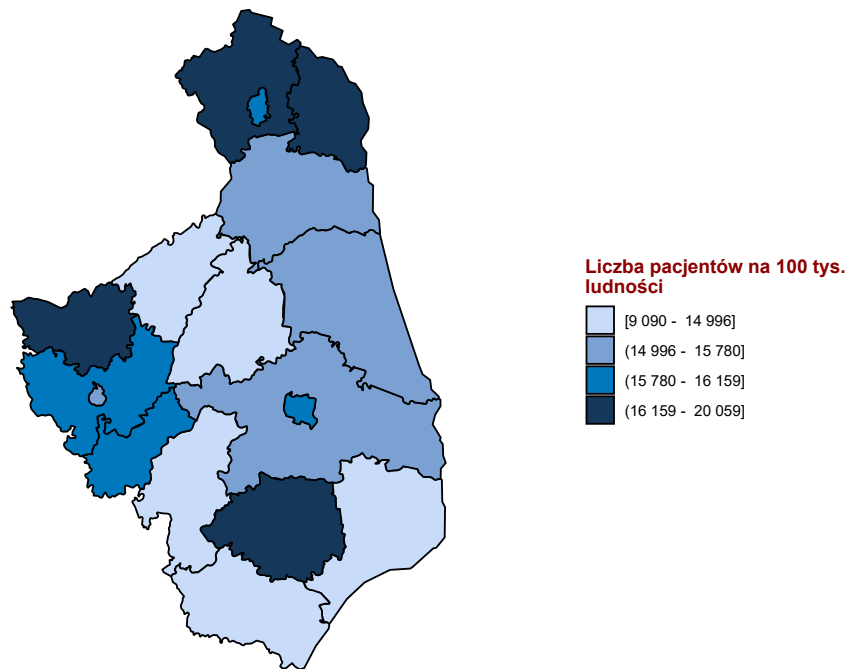 Liczba pacjentów na 100 tys.
ludności
[9 090 - 14 996]
(14 996 - 15 780]
(15 780 - 16 159]
(16 159 - 20 059]